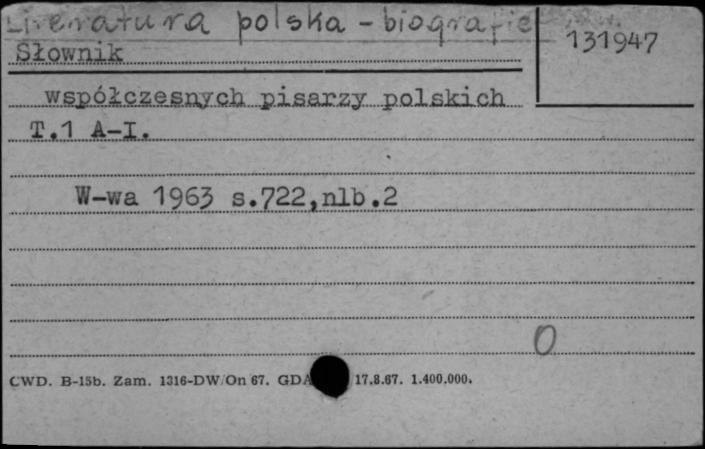 Literatura polska - biografie
131947
Słownik
współczesnych pisarzy polskich
T.1 A-I.
W-wa 1963 s.722,nlb.2
0
CWD. B-15b. Zam. 1316-DW/On 67. GDA 17.8.67. 1.400.000.